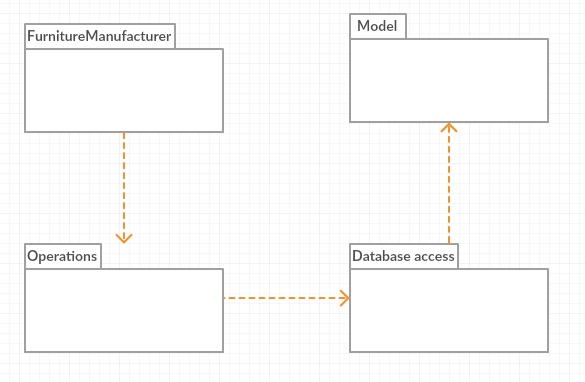 FurnitureManufacturer
Model
Operations
Database access